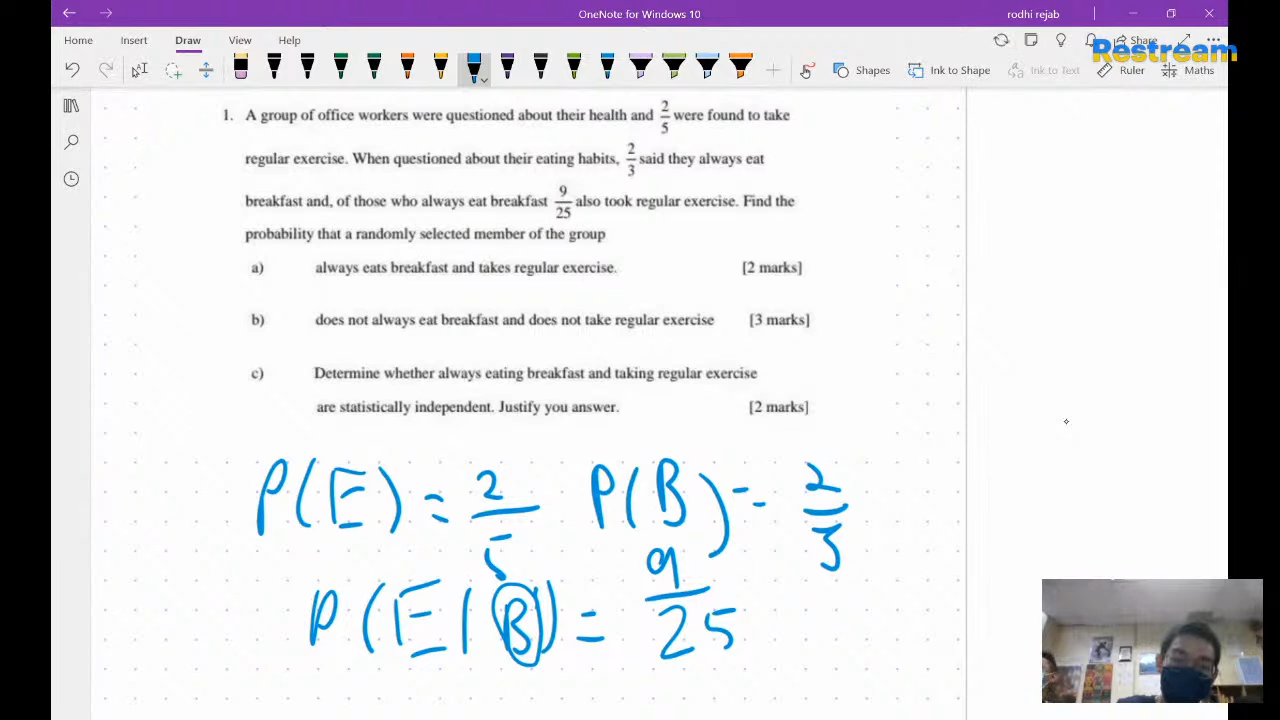 OneNote for Windows 10
rodhi rejab
Home Insert Draw View Help
Share
Restream
Shapes Ink to Shape Ink to Text Ruler Maths
1. A group of office workers were questioned about their health and 2/5 were found to take
regular exercise. When questioned about their eating habits, 2/3 said they always eat
breakfast and, of those who always eat breakfast 9/25 also took regular exercise. Find the
probability that a randomly selected member of the group
a) always eats breakfast and takes regular exercise. [2 marks]
b) does not always eat breakfast and does not take regular exercise [3 marks]
c) Determine whether always eating breakfast and taking regular exercise
are statistically independent. Justify you answer. [2 marks]
P(E) = 2/5 P(B) = 2/3
P(E|B) = 9/25